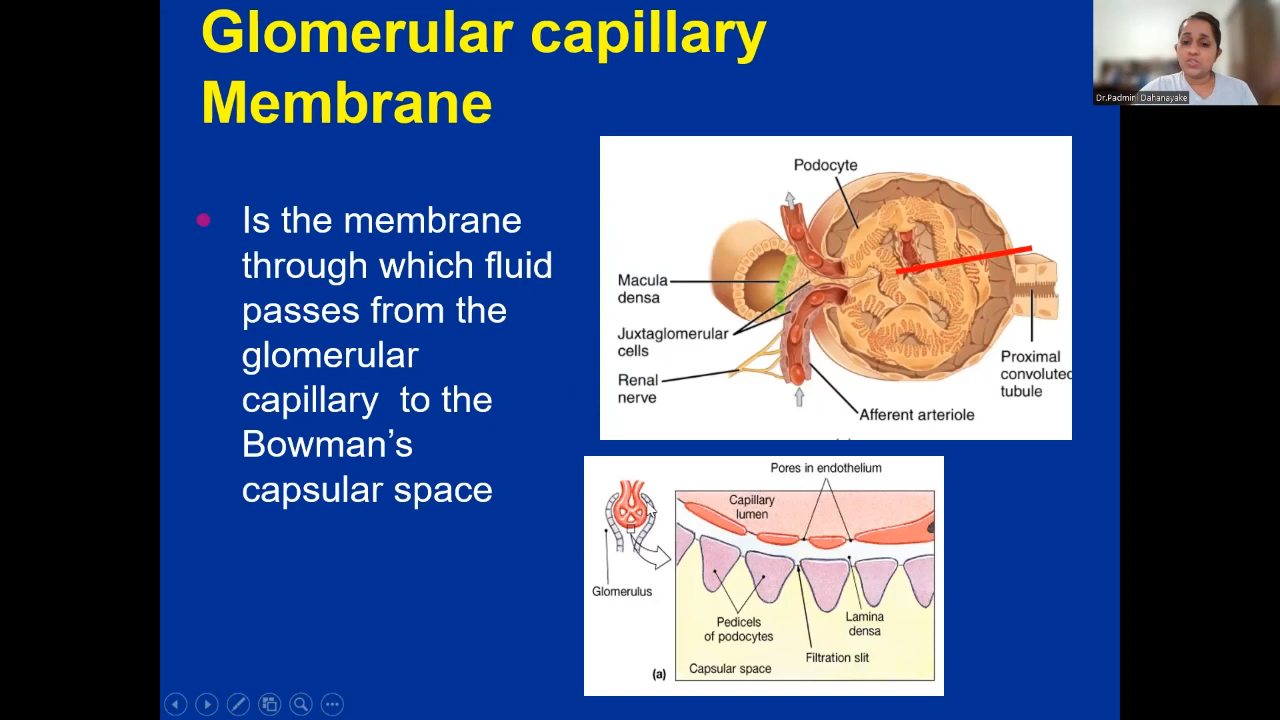 Glomerular capillary
Membrane
Dr.Padmini Dahanayake
Is the membrane
through which fluid
passes from the
glomerular
capillary to the
Bowman’s
capsular space
Podocyte
Macula
densa
Juxtaglomerular
cells
Renal
nerve
Proximal
convoluted
tubule
Afferent arteriole
Pores in endothelium
Capillary
lumen
Glomerulus
Pedicels
of podocytes
Lamina
densa
Filtration slit
Capsular space
(a)